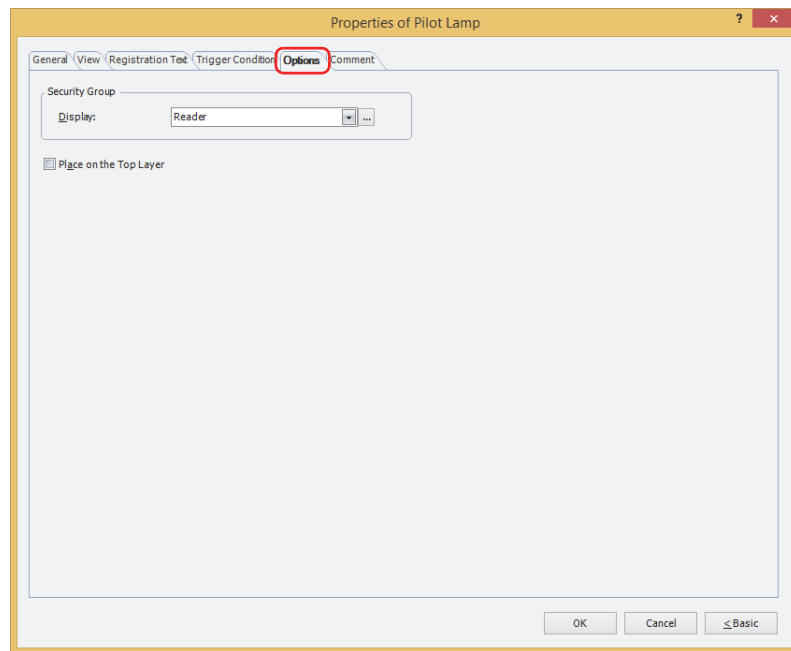 Properties of Pilot Lamp
? ×
General View Registration Text Trigger Condition Options Comment
Security Group
Display: Reader ...
Place on the Top Layer
OK Cancel < Basic